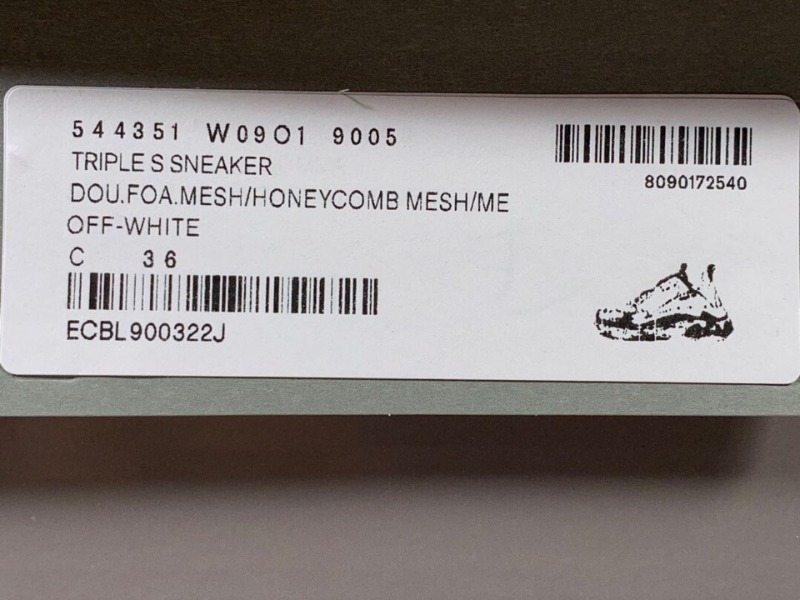 544351 W09O1 9005
TRIPLE S SNEAKER
DOU.FOA.MESH/HONEYCOMB MESH/ME
OFF-WHITE
C 36
ECBL900322J
8090172540